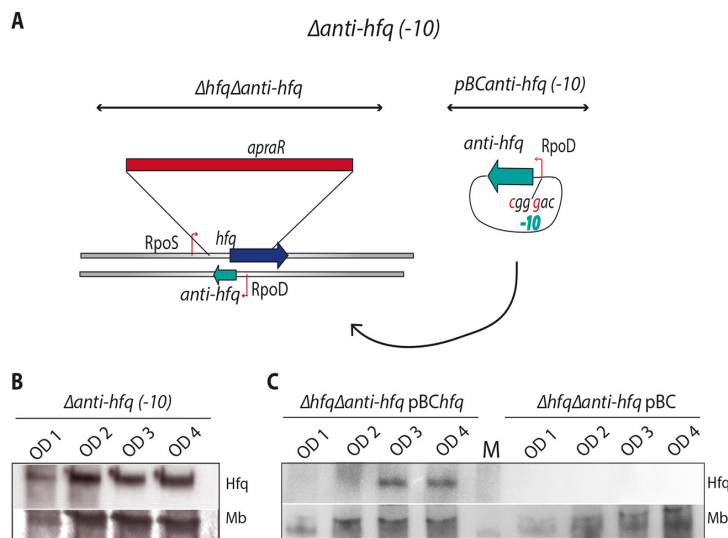 A
Δanti-hfq (-10)
ΔhfqΔanti-hfq
pBCanti-hfq (-10)
apraR
anti-hfq
RpoD
cgg gac
-10
RpoS
hfq
anti-hfq
RpoD
B
Δanti-hfq (-10)
OD 1 OD 2 OD 3 OD 4
Hfq
Mb
C
ΔhfqΔanti-hfq pBChfq
ΔhfqΔanti-hfq pBC
OD 1 OD 2 OD 3 OD 4 M OD 1 OD 2 OD 3 OD 4
Hfq
Mb